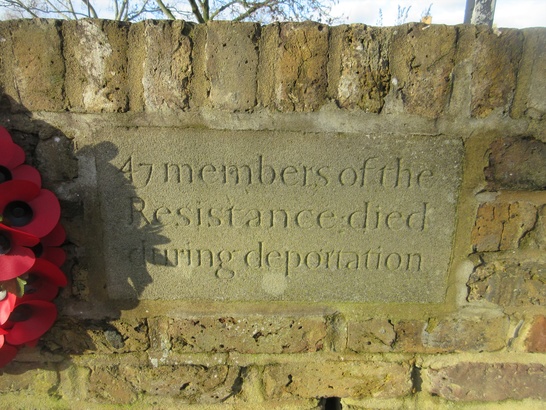 47 members of the
Resistance died
during deportation